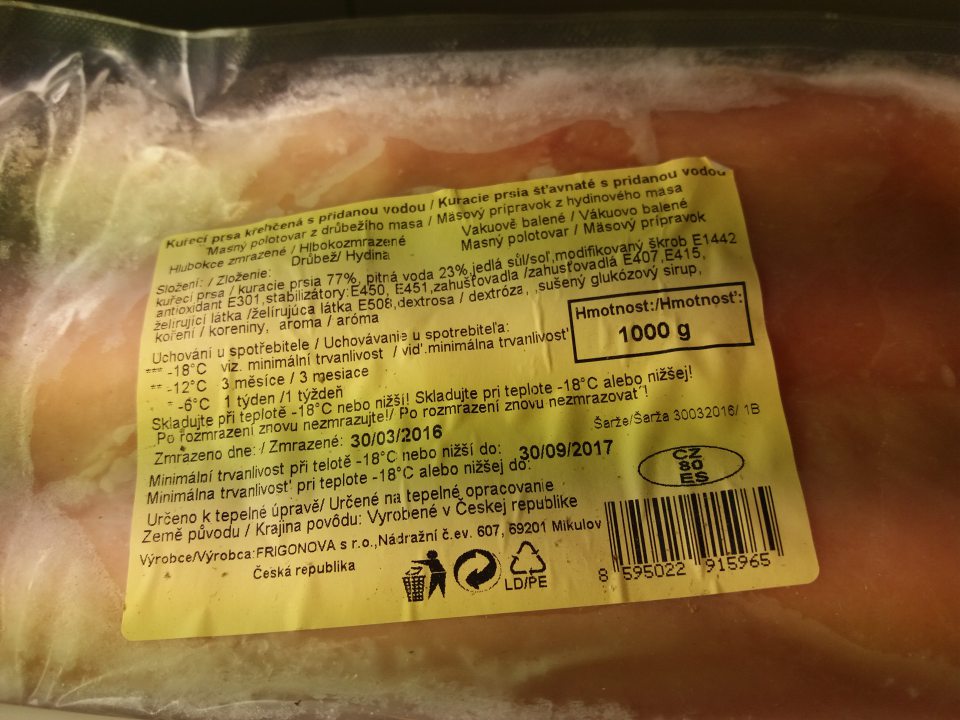 Kuřecí prsa křehčená s přidanou vodou / Kuracie prsia šťavnaté s pridanou vodou
Masný polotovar z drůbežího masa / Mäsový prípravok z hydinového mäsa
Hlubokce zmrazené / Hlbokozmrazené Vakuově balené / Vákuovo balené
Drůbež/ Hydina Masný polotovar / Mäsový prípravok
Složení: / Zloženie:
kuřecí prsa / kuracie prsia 77%, pitná voda 23%,jedlá sůl/soľ,modifikovaný škrob E1442
antioxidant E301,stabilizátory:E450, E451,zahušťovadla /zahusťovadlá E407,E415,
želírující látka /želírujúca látka E508,dextrosa / dextróza, ,sušený glukózový sirup,
koření / koreniny, aroma / aróma
Hmotnost:/Hmotnosť:
1000 g
Uchování u spotřebitele / Uchovávanie u spotrebiteľa:
*** -18°C viz. minimální trvanlivost / viď.minimálna trvanlivosť
** -12°C 3 měsíce / 3 mesiace
* -6°C 1 týden /1 týždeň
Skladujte při teplotě -18°C nebo nižší! Skladujte pri teplote -18°C alebo nižšej!
Po rozmrazení znovu nezmrazujte!/ Po rozmrazení znovu nezmrazovať!
Zmrazeno dne: / Zmrazené: 30/03/2016 Šarže/Šarža 30032016/ 1B
Minimální trvanlivost při telotě -18°C nebo nižší do: 30/09/2017
Minimálna trvanlivosť pri teplote -18°C alebo nižšej do:
CZ
80
ES
Určeno k tepelné úpravě/ Určené na tepelné opracovanie
Země původu / Krajina povôdu: Vyrobené v Českej republike
Výrobce/Výrobca:FRIGONOVA s r.o.,Nádražní č.ev. 607, 69201 Mikulov
Česká republika
LD/PE
8 595022 915965